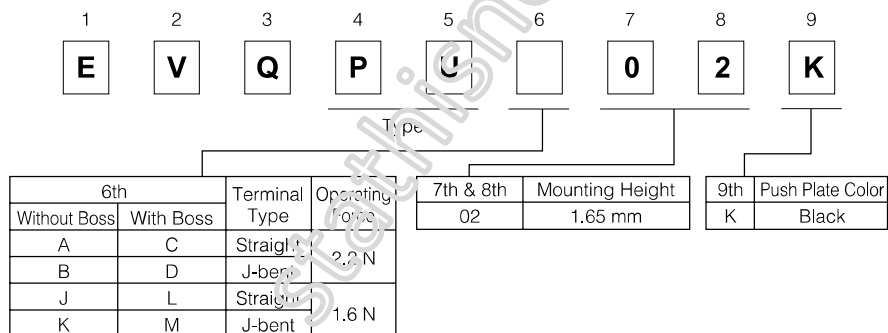 1 2 3 4 5 6 7 8 9
E V Q P U 0 2 K
Type
6th Terminal Operating
Without Boss With Boss Type Force
A C Straight 2.2 N
B D J-bent
J L Straight 1.6 N
K M J-bent
7th & 8th Mounting Height
02 1.65 mm
9th Push Plate Color
K Black